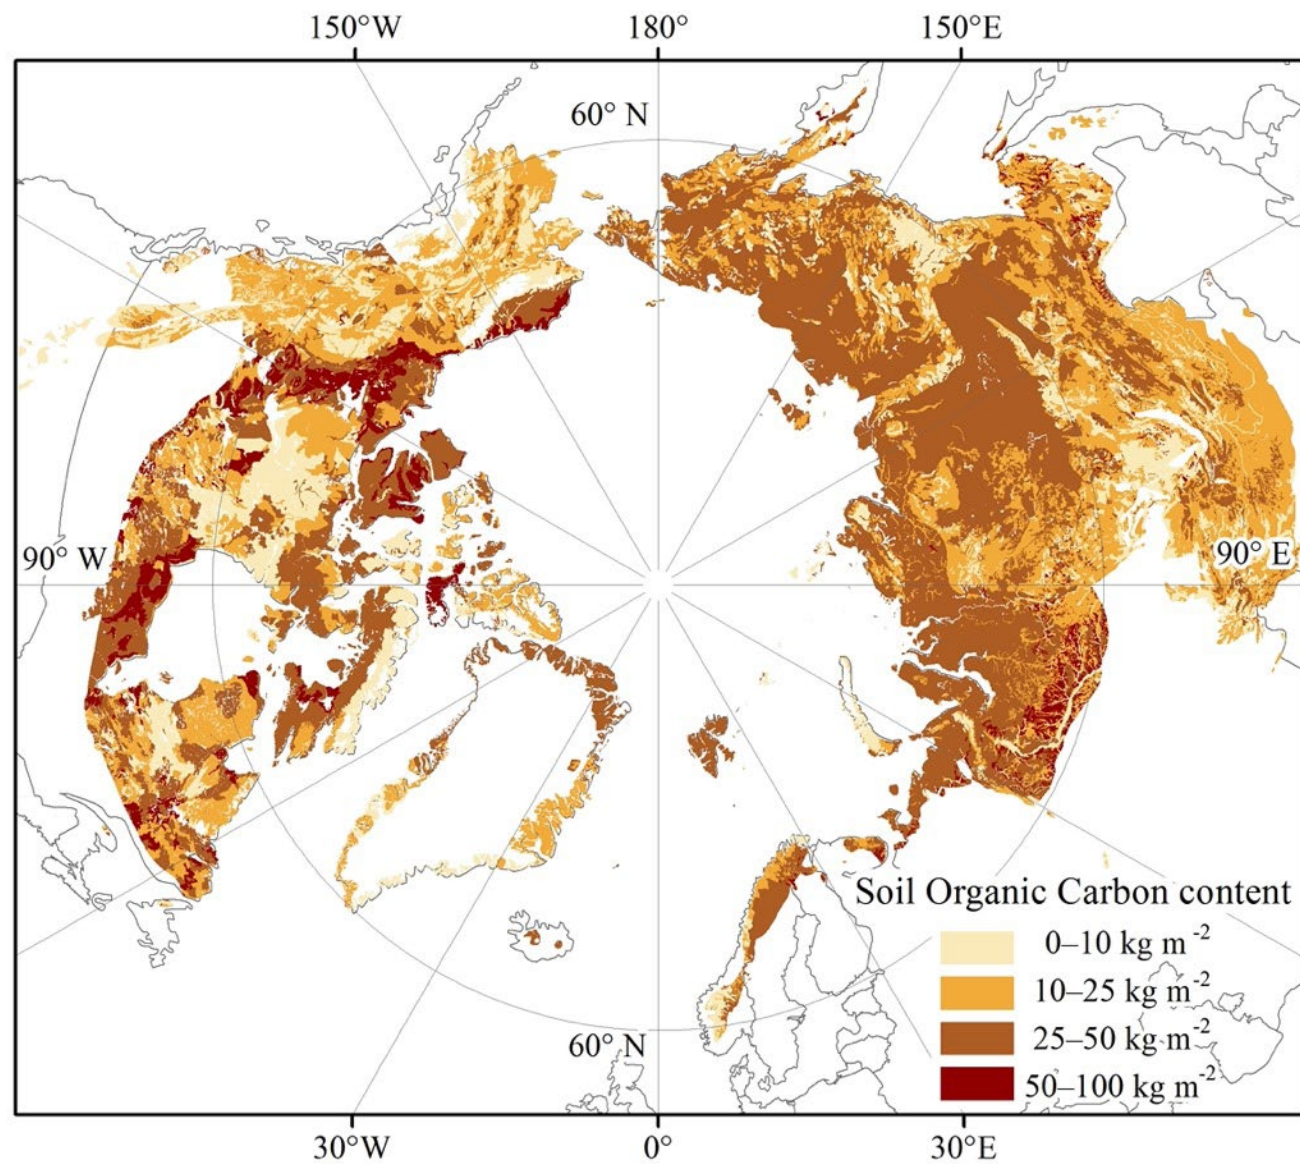 150°W 180° 150°E
60° N
90° W
90° E
Soil Organic Carbon content
0–10 kg m-2
10–25 kg m-2
25–50 kg m-2
50–100 kg m-2
60° N
30°W 0° 30°E